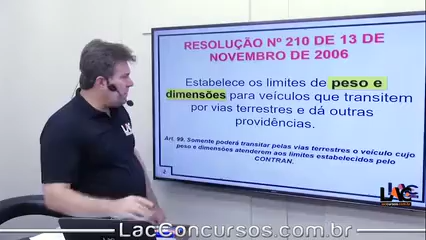 RESOLUÇÃO Nº 210 DE 13 DE
NOVEMBRO DE 2006
Estabelece os limites de peso e
dimensões para veículos que transitem
por vias terrestres e dá outras
providências.
Art. 99. Somente poderá transitar pelas vias terrestres o veículo cujo
peso e dimensões atenderem aos limites estabelecidos pelo
CONTRAN.
LAC
LAC
LacConcursos.com.br